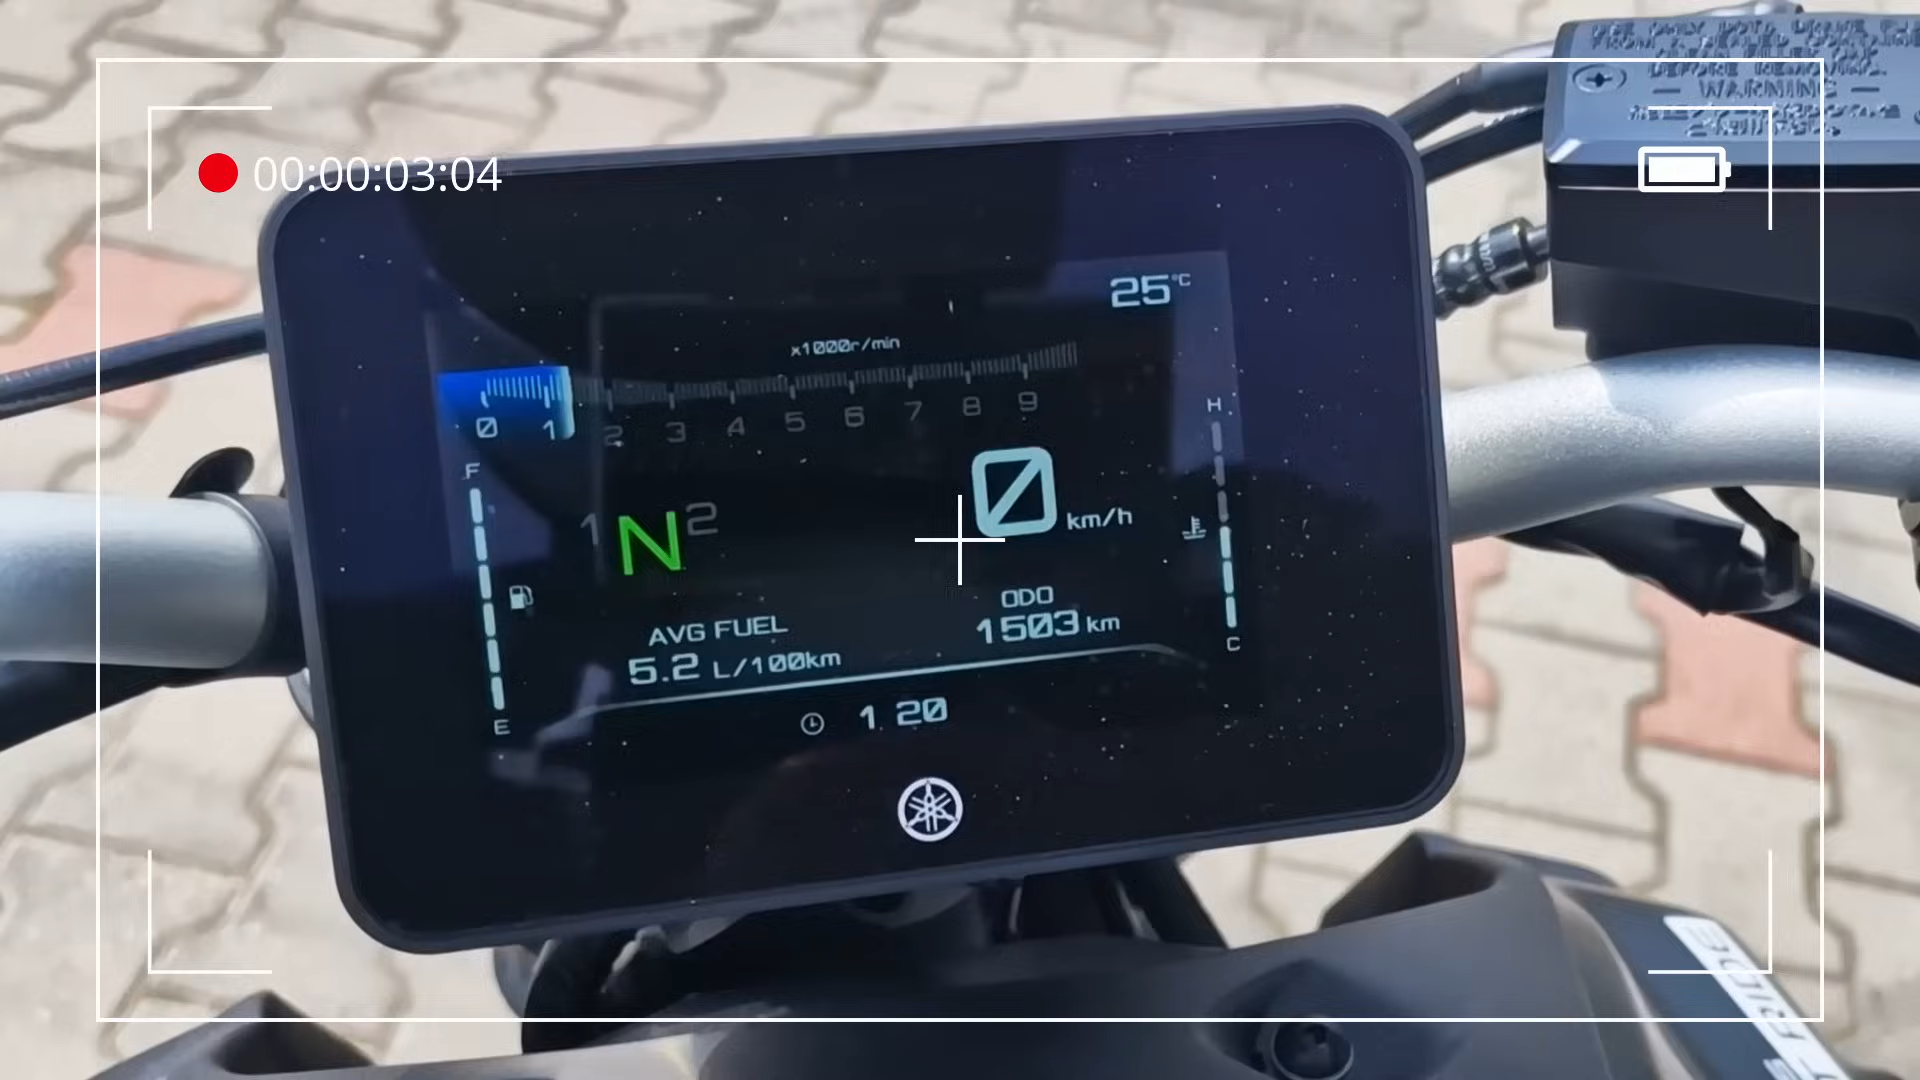 00:00:03:04
WARNING
25°C
x1000r/min
0 1 2 3 4 5 6 7 8 9
H
F
1 N 2
0 km/h
AVG FUEL
5.2 L/100km
ODO
1503 km
C
E
1 20